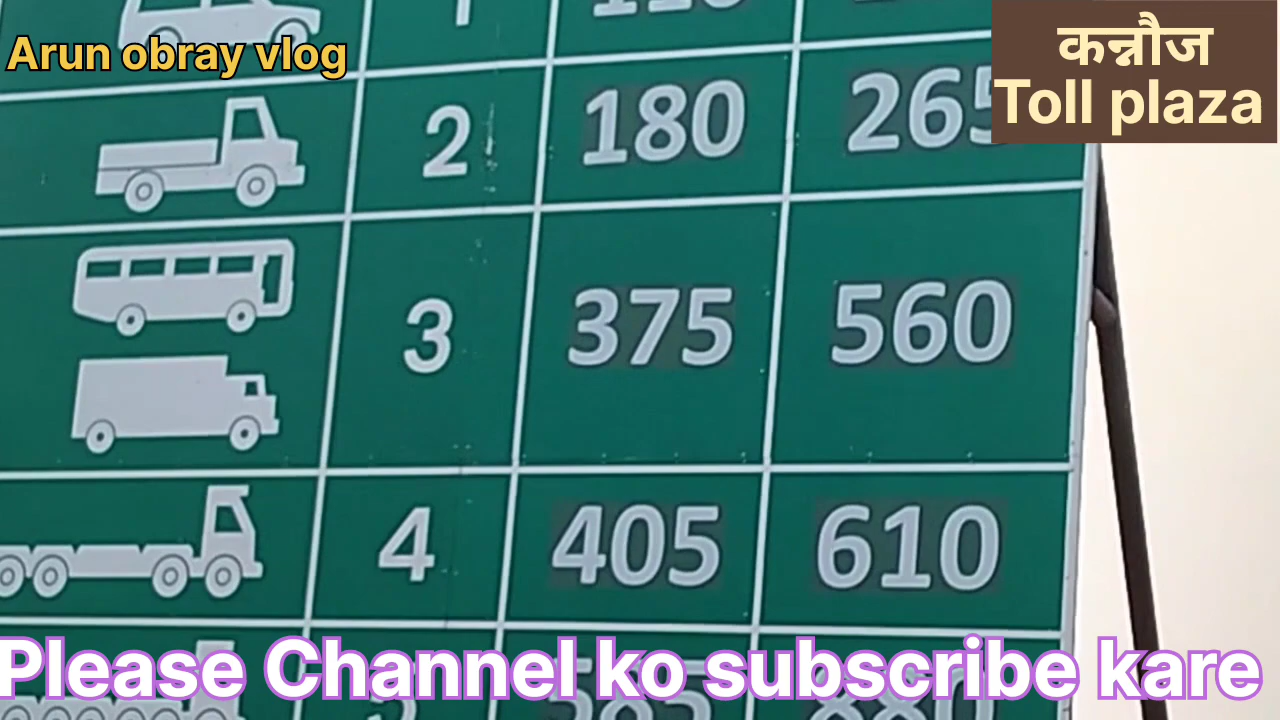 Arun obray vlog
कन्नौज
Toll plaza
2 180 265
3 375 560
4 405 610
Please Channel ko subscribe kare